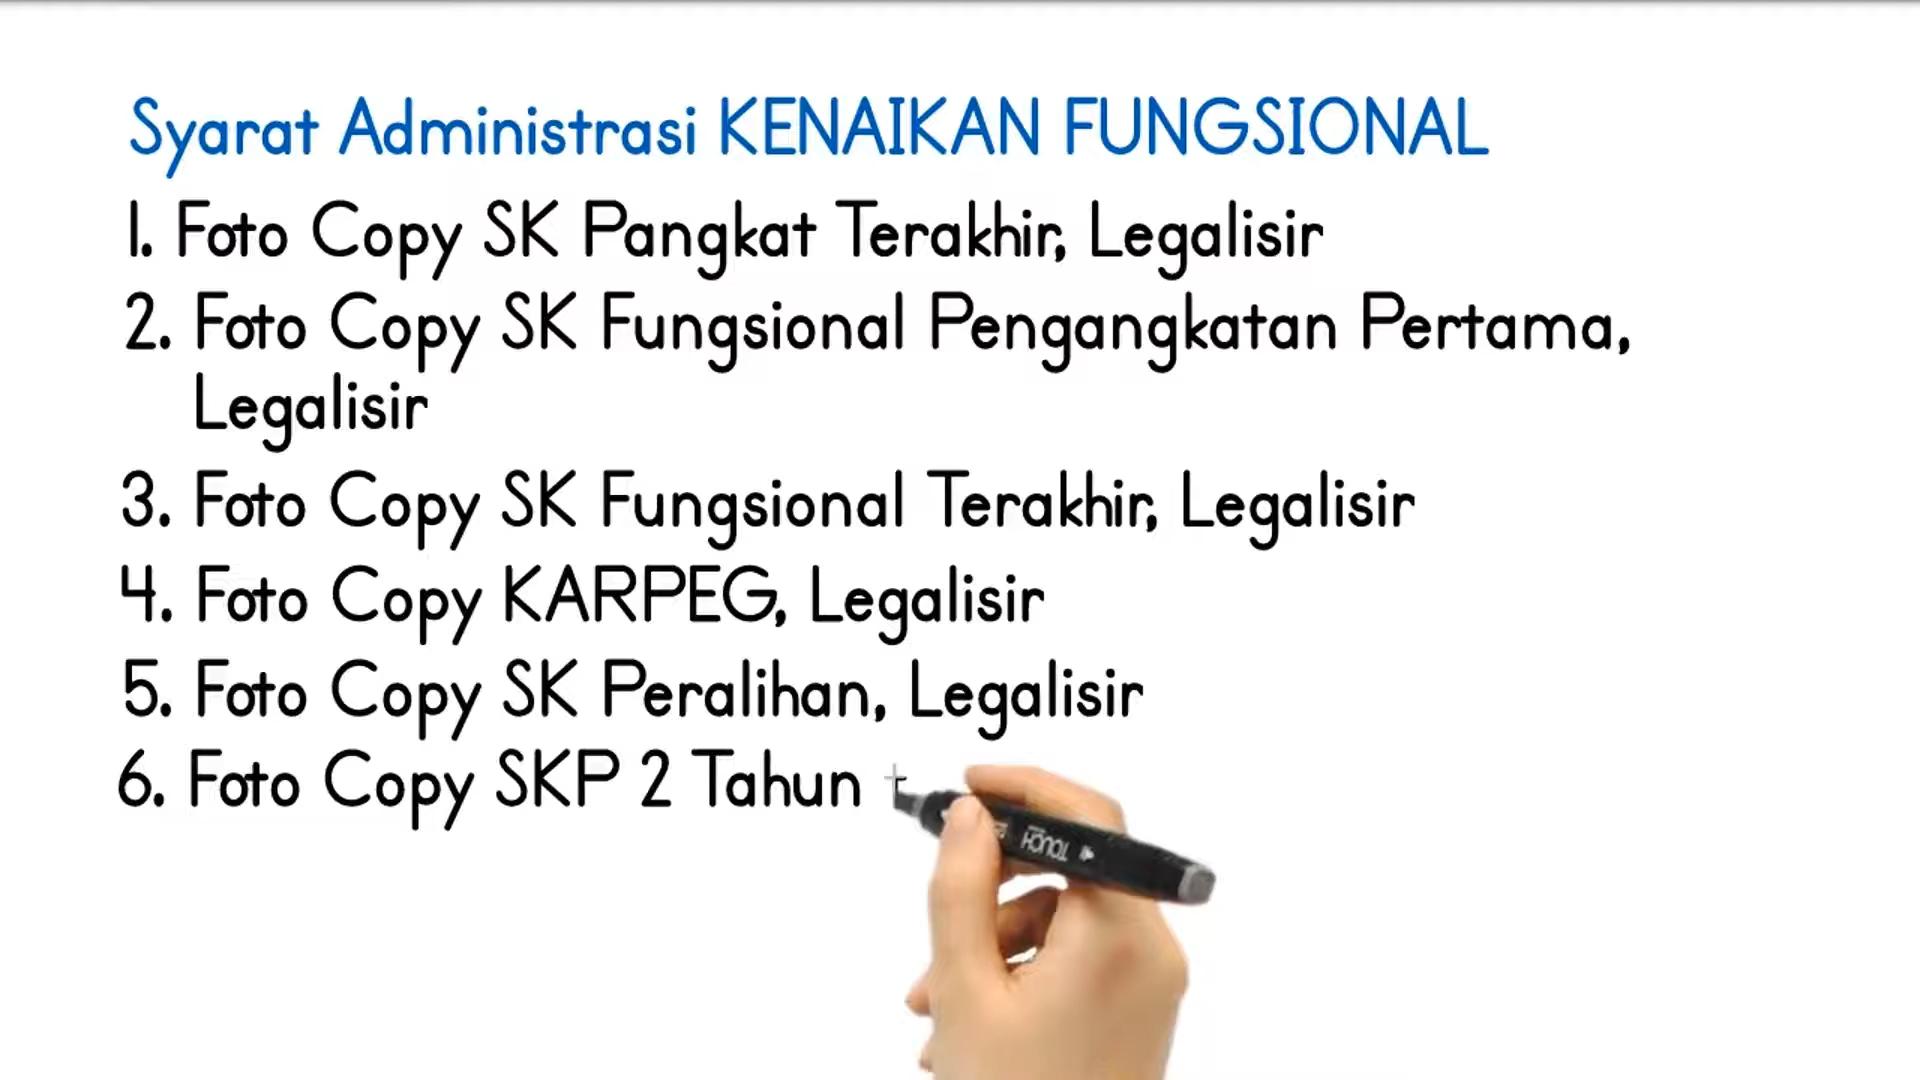 Syarat Administrasi KENAIKAN FUNGSIONAL
1. Foto Copy SK Pangkat Terakhir, Legalisir
2. Foto Copy SK Fungsional Pengangkatan Pertama,
Legalisir
3. Foto Copy SK Fungsional Terakhir, Legalisir
4. Foto Copy KARPEG, Legalisir
5. Foto Copy SK Peralihan, Legalisir
6. Foto Copy SKP 2 Tahun
TOUCH